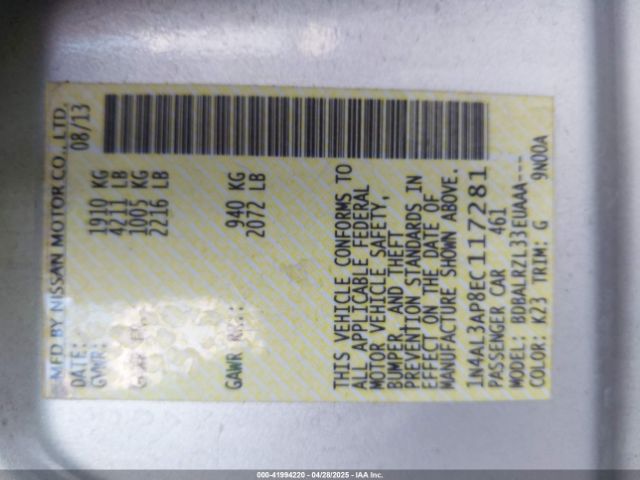 MFD BY NISSAN MOTOR CO., LTD.
DATE: 08/13
GVWR: 1910 KG
4211 LB
1005 KG
2216 LB
GAWR RR: 940 KG
2072 LB
THIS VEHICLE CONFORMS TO
ALL APPLICABLE FEDERAL
MOTOR VEHICLE SAFETY,
BUMPER, AND THEFT
PREVENTION STANDARDS IN
EFFECT ON THE DATE OF
MANUFACTURE SHOWN ABOVE.
1N4AL3AP8EC117281
PASSENGER CAR 461
MODEL: BDBALRZL33EUAAA---
COLOR: K23 TRIM: G 9N00A
000-41994220 - 04/28/2025 - IAA Inc.